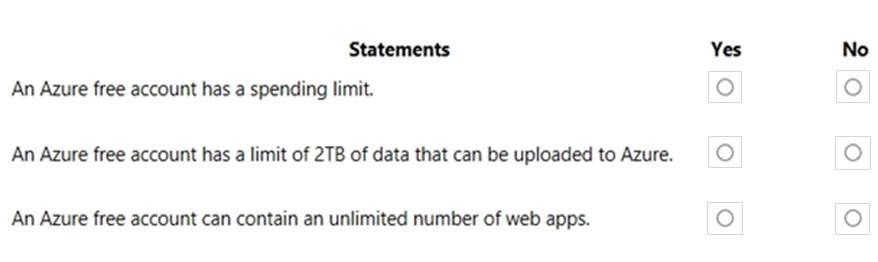 Statements Yes No
An Azure free account has a spending limit.
An Azure free account has a limit of 2TB of data that can be uploaded to Azure.
An Azure free account can contain an unlimited number of web apps.